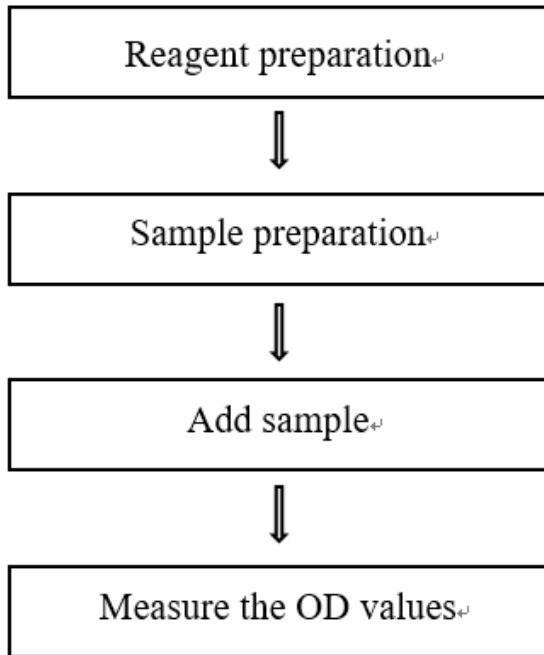 Reagent preparation
Sample preparation
Add sample
Measure the OD values